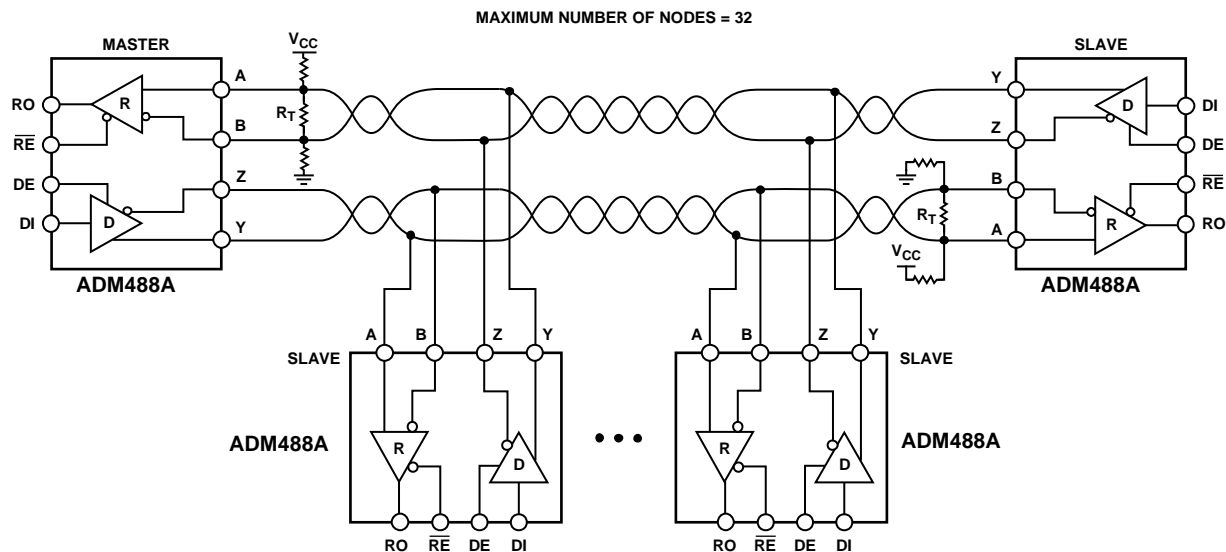 MAXIMUM NUMBER OF NODES = 32
MASTER
SLAVE
VCC
A
Y
RO
R
D
DI
RT
B
Z
RE
DE
DE
Z
B
RE
DI
D
RT
R
RO
Y
A
VCC
ADM488A
ADM488A
A B Z Y
A B Z Y
SLAVE
SLAVE
ADM488A
R
D
• • •
R
D
ADM488A
RO RE DE DI
RO RE DE DI